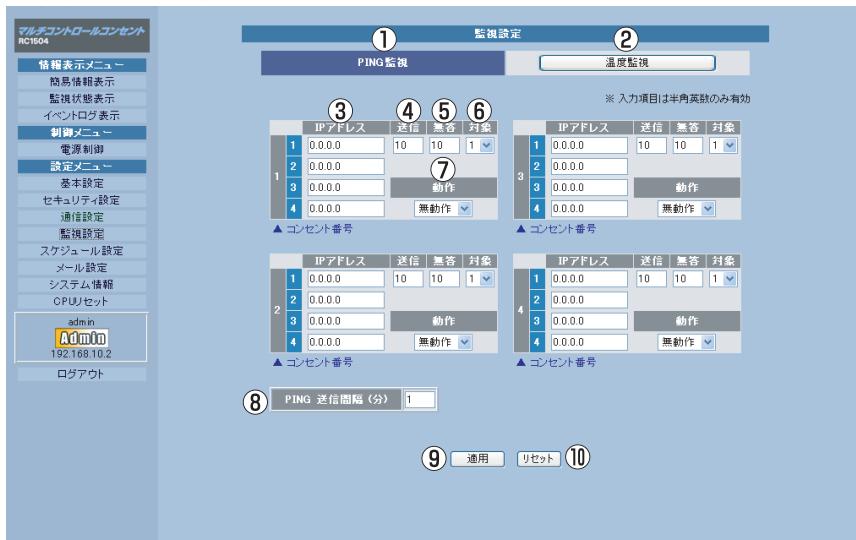 マルチコントロールコンセント
RC1504
情報表示メニュー
簡易情報表示
監視状態表示
イベントログ表示
制御メニュー
電源制御
設定メニュー
基本設定
セキュリティ設定
通信設定
監視設定
スケジュール設定
メール設定
システム情報
CPUリセット
admin
Admin
192.168.10.2
ログアウト
監視設定
① ②
PING監視 温度監視
※ 入力項目は半角英数のみ有効
③ ④ ⑤ ⑥
IPアドレス 送信 無答 対象
1 1 0.0.0.0 10 10 1
2 0.0.0.0
⑦
3 0.0.0.0 動作
4 0.0.0.0 無動作
▲ コンセント番号
IPアドレス 送信 無答 対象
3 1 0.0.0.0 10 10 1
2 0.0.0.0
3 0.0.0.0 動作
4 0.0.0.0 無動作
▲ コンセント番号
IPアドレス 送信 無答 対象
2 1 0.0.0.0 10 10 1
2 0.0.0.0
3 0.0.0.0 動作
4 0.0.0.0 無動作
▲ コンセント番号
IPアドレス 送信 無答 対象
4 1 0.0.0.0 10 10 1
2 0.0.0.0
3 0.0.0.0 動作
4 0.0.0.0 無動作
▲ コンセント番号
⑧ PING 送信間隔（分） 1
⑨ 適用 リセット ⑩